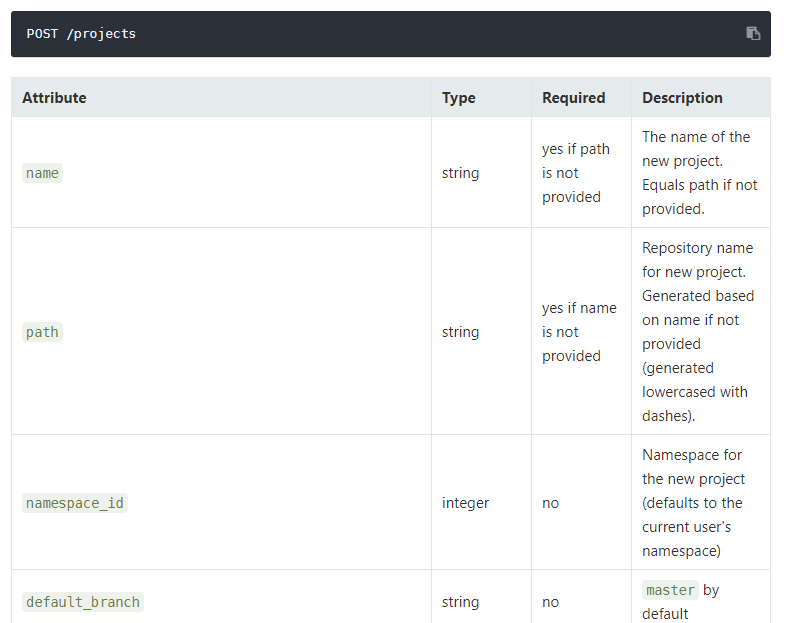 POST /projects
Attribute Type Required Description
name string yes if path is not provided The name of the new project. Equals path if not provided.
path string yes if name is not provided Repository name for new project. Generated based on name if not provided (generated lowercased with dashes).
namespace_id integer no Namespace for the new project (defaults to the current user's namespace)
default_branch string no master by default